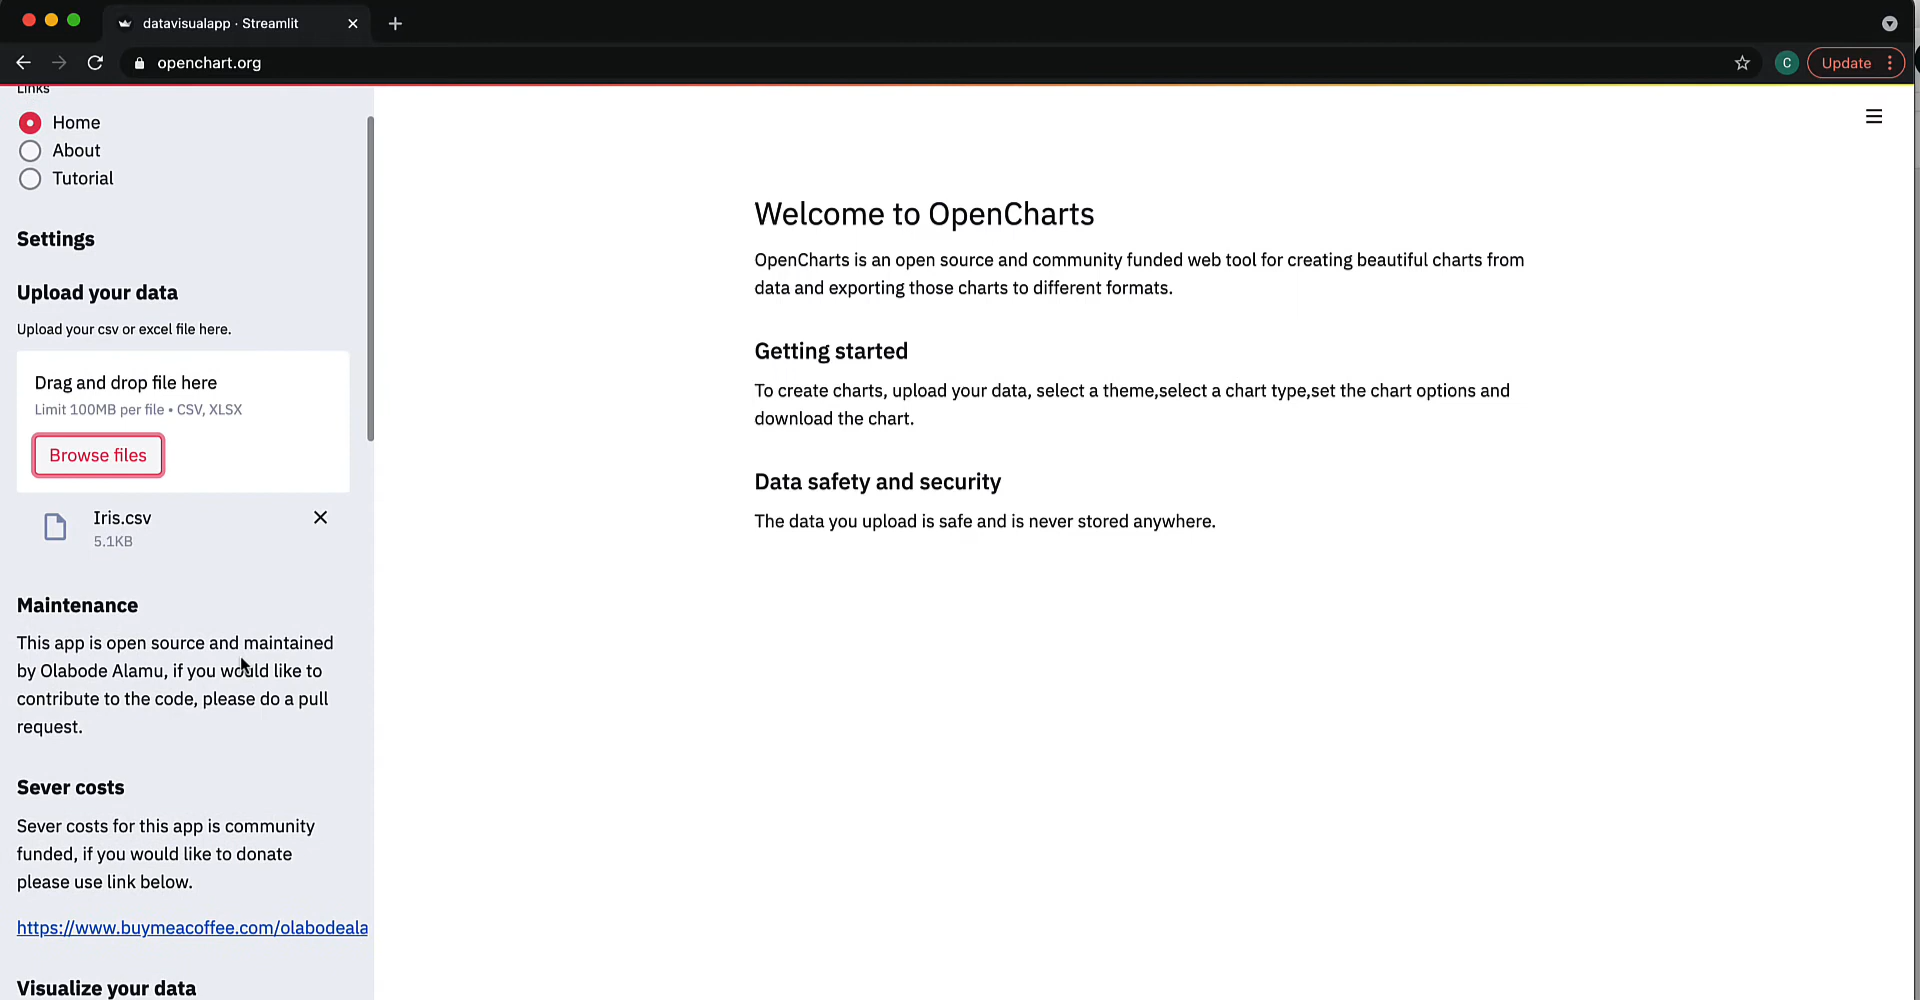 datavisualapp · Streamlit
openchart.org
C
Update
Links
Home
About
Tutorial
Settings
Upload your data
Upload your csv or excel file here.
Drag and drop file here
Limit 100MB per file • CSV, XLSX
Browse files
Iris.csv
5.1KB
Maintenance
This app is open source and maintained
by Olabode Alamu, if you would like to
contribute to the code, please do a pull
request.
Sever costs
Sever costs for this app is community
funded, if you would like to donate
please use link below.
https://www.buymeacoffee.com/olabodeala
Visualize your data
Welcome to OpenCharts
OpenCharts is an open source and community funded web tool for creating beautiful charts from
data and exporting those charts to different formats.
Getting started
To create charts, upload your data, select a theme,select a chart type,set the chart options and
download the chart.
Data safety and security
The data you upload is safe and is never stored anywhere.